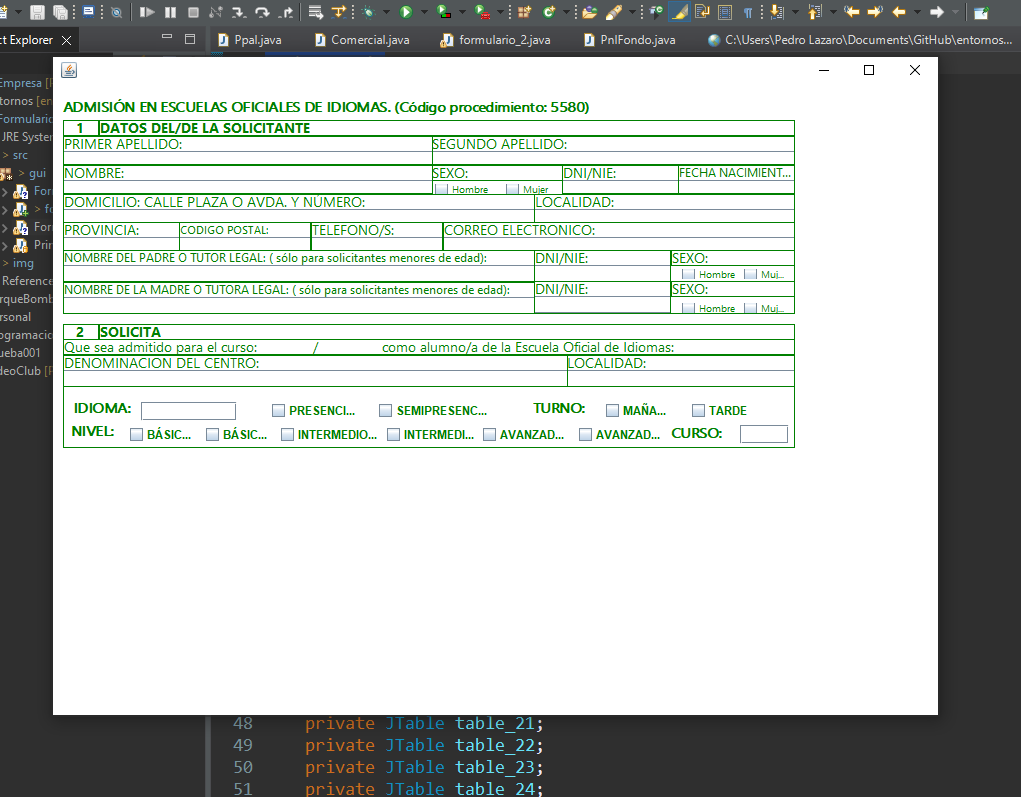 Ppal.java Comercial.java formulario_2.java PnlFondo.java C:\Users\Pedro Lazaro\Documents\GitHub\entornos...
ct Explorer
Empresa [
tornos [en
Formulario
JRE System
> src
> gui
For
> fo
For
Prin
> img
Reference
rqueBomb
rsonal
ogramacio
ueba001
deoClub [
ADMISIÓN EN ESCUELAS OFICIALES DE IDIOMAS. (Código procedimiento: 5580)
1 DATOS DEL/DE LA SOLICITANTE
PRIMER APELLIDO: SEGUNDO APELLIDO:
NOMBRE: SEXO: DNI/NIE: FECHA NACIMIENT...
Hombre Mujer
DOMICILIO: CALLE PLAZA O AVDA. Y NÚMERO: LOCALIDAD:
PROVINCIA: CODIGO POSTAL: TELEFONO/S: CORREO ELECTRONICO:
NOMBRE DEL PADRE O TUTOR LEGAL: ( sólo para solicitantes menores de edad): DNI/NIE: SEXO:
Hombre Muj...
NOMBRE DE LA MADRE O TUTORA LEGAL: ( sólo para solicitantes menores de edad): DNI/NIE: SEXO:
Hombre Muj...
2 SOLICITA
Que sea admitido para el curso: / como alumno/a de la Escuela Oficial de Idiomas:
DENOMINACION DEL CENTRO: LOCALIDAD:
IDIOMA: PRESENCI... SEMIPRESENC... TURNO: MAÑA... TARDE
NIVEL: BÁSIC... BÁSIC... INTERMEDIO... INTERMEDI... AVANZAD... AVANZAD... CURSO:
48 private JTable table_21;
49 private JTable table_22;
50 private JTable table_23;
51 private JTable table_24;